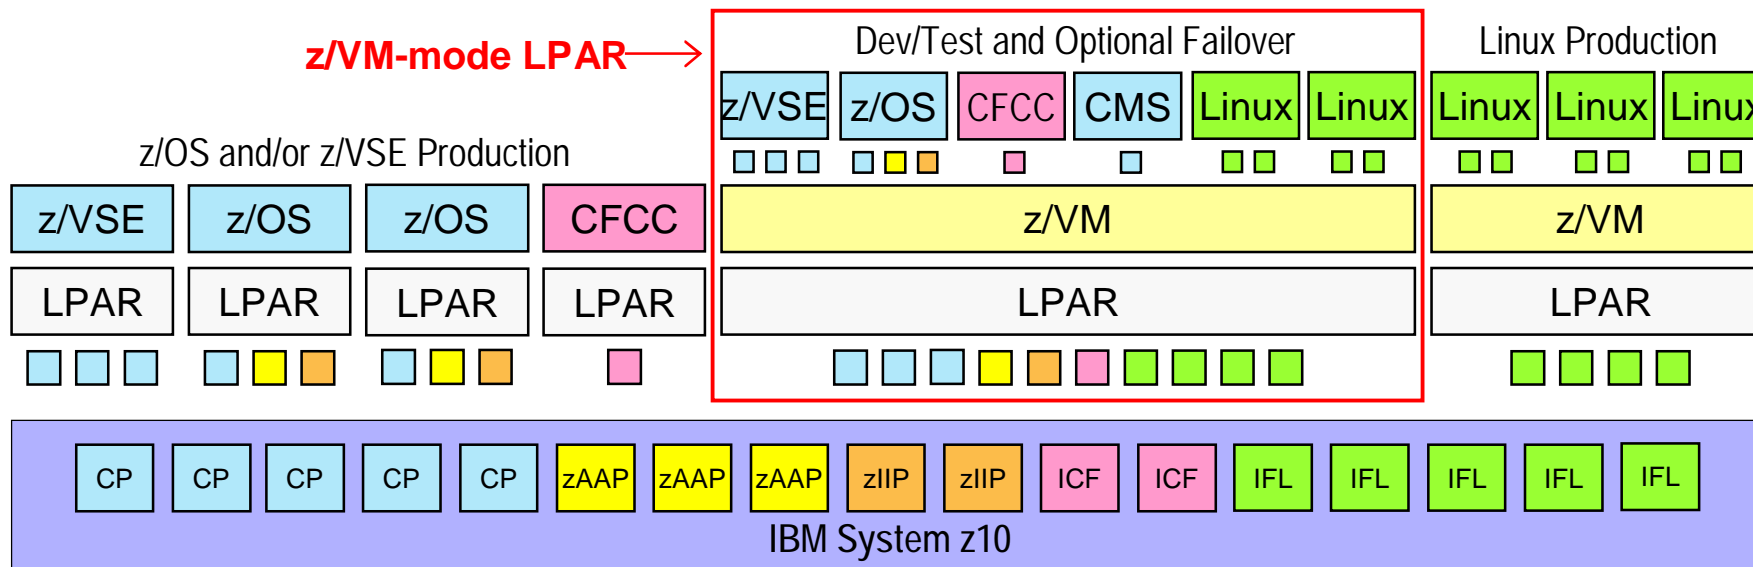 Dev/Test and Optional Failover
Linux Production
z/VM-mode LPAR
z/VSE z/OS CFCC CMS Linux Linux Linux Linux Linux
z/OS and/or z/VSE Production
z/VSE z/OS z/OS CFCC z/VM z/VM
LPAR LPAR LPAR LPAR LPAR LPAR
CP CP CP CP CP zAAP zAAP zAAP zIIP zIIP ICF ICF IFL IFL IFL IFL IFL
IBM System z10